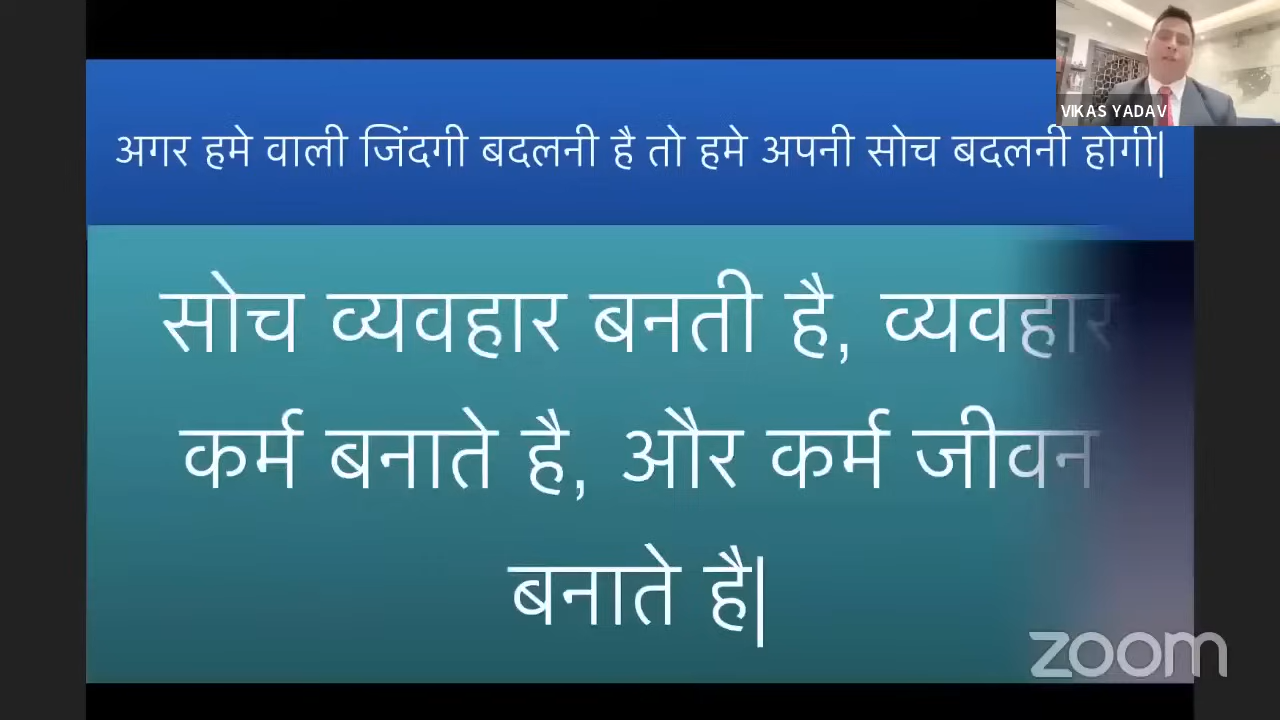 VIKAS YADAV
अगर हमे वाली जिंदगी बदलनी है तो हमे अपनी सोच बदलनी होगी|
सोच व्यवहार बनती है, व्यवहार
कर्म बनाते है, और कर्म जीवन
बनाते है|
zoom